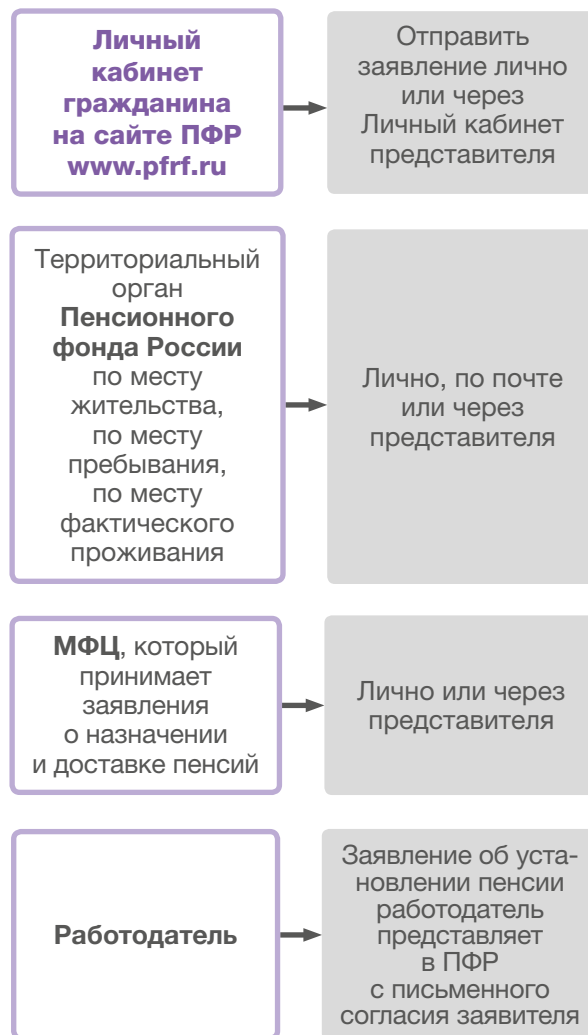 Личный
кабинет
гражданина
на сайте ПФР
www.pfrf.ru
Отправить
заявление лично
или через
Личный кабинет
представителя
Территориальный
орган
Пенсионного
фонда России
по месту
жительства,
по месту
пребывания,
по месту
фактического
проживания
Лично, по почте
или через
представителя
МФЦ, который
принимает
заявления
о назначении
и доставке пенсий
Лично или через
представителя
Работодатель
Заявление об уста-
новлении пенсии
работодатель
представляет
в ПФР
с письменного
согласия заявителя